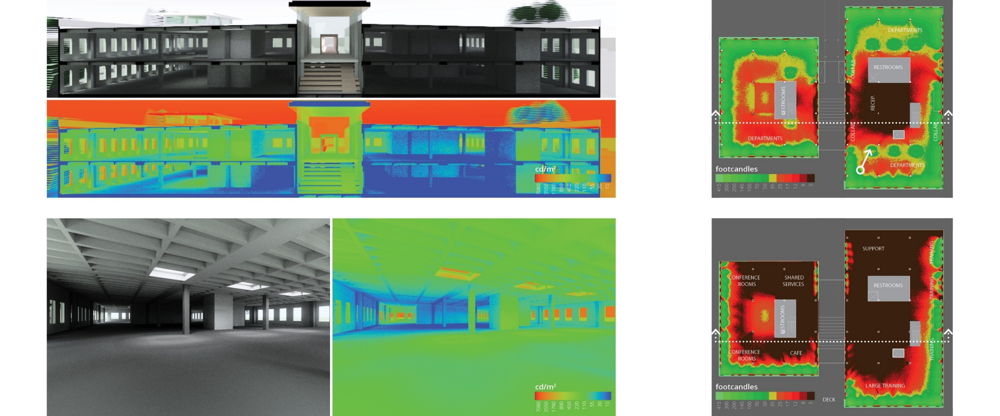 cd/m²
7080 3550 1780 890 450 220 110 55 30 15
DEPARTMENTS
COLLAB
RESTROOMS
RESTROOMS
RECEP.
COLLAB
COLLAB
DEPARTMENTS
DEPARTMENTS
footcandles
415 300 200 145 100 70 50 35 25 17 12 8 5
cd/m²
7080 3550 1780 890 450 220 110 55 30 15
SUPPORT
TRAINING
CONFERENCE
ROOMS
SHARED
SERVICES
RESTROOMS
TRAINING
RESTROOMS
TRAINING
CONFERENCE
ROOMS
CAFE
LARGE TRAINING
footcandles
415 300 200 145 100 70 50 35 25 17 12 8 5
DECK